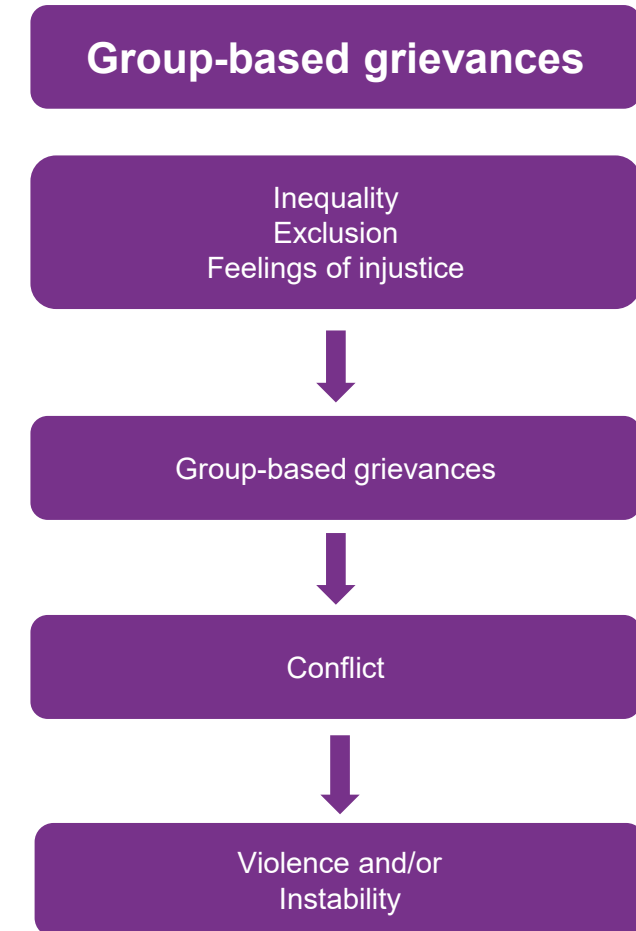 Group-based grievances
Inequality
Exclusion
Feelings of injustice
Group-based grievances
Conflict
Violence and/or
Instability